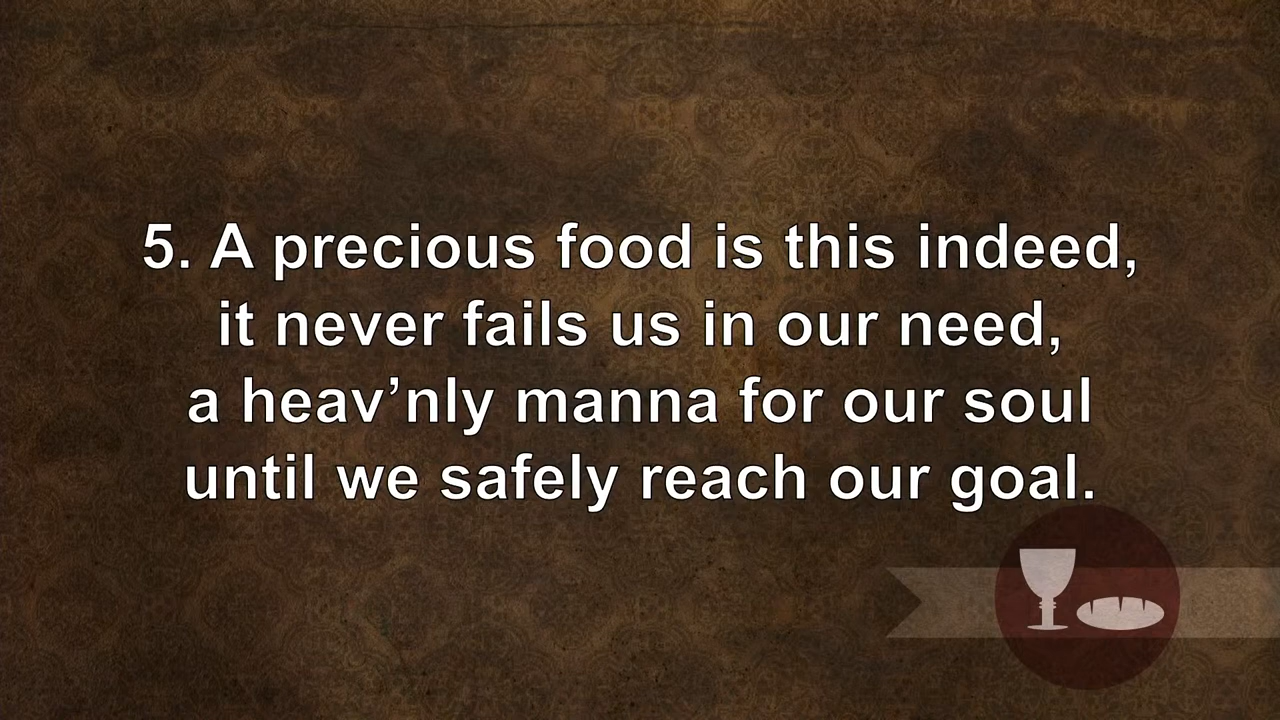 5. A precious food is this indeed,
it never fails us in our need,
a heav’nly manna for our soul
until we safely reach our goal.